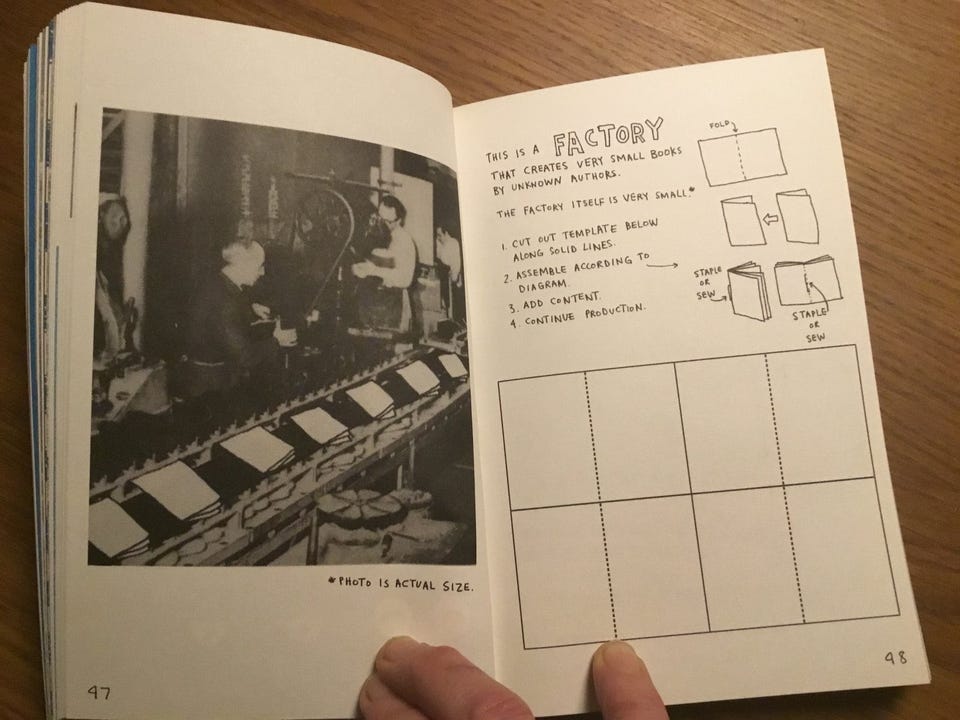 *PHOTO IS ACTUAL SIZE.
47
THIS IS A FACTORY
THAT CREATES VERY SMALL BOOKS
BY UNKNOWN AUTHORS.
THE FACTORY ITSELF IS VERY SMALL.*
1. CUT OUT TEMPLATE BELOW
ALONG SOLID LINES.
2. ASSEMBLE ACCORDING TO
DIAGRAM.
3. ADD CONTENT.
4. CONTINUE PRODUCTION.
FOLD
STAPLE
OR
SEW
STAPLE
OR
SEW
48